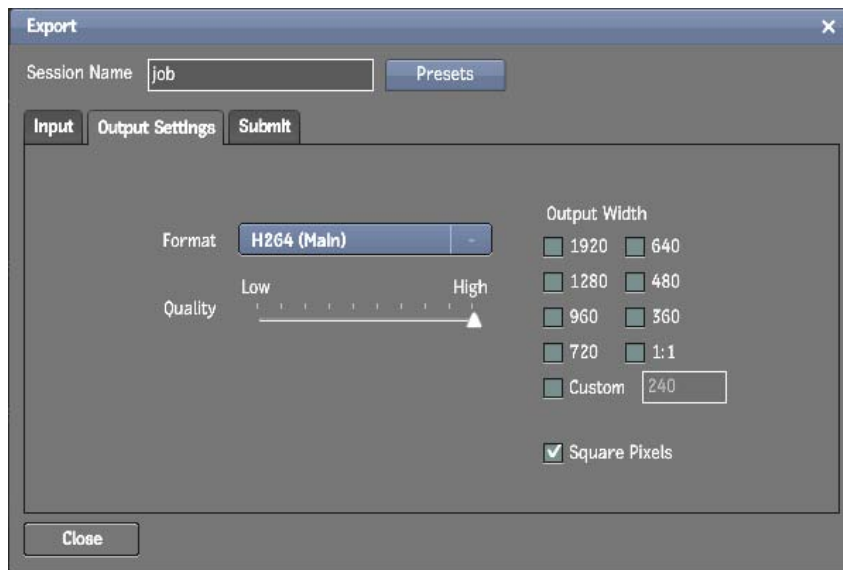 Export
Session Name job Presets
Input Output Settings Submit
Format H264 (Main) -
Quality Low High
Output Width
1920 640
1280 480
960 360
720 1:1
Custom 240
Square Pixels
Close